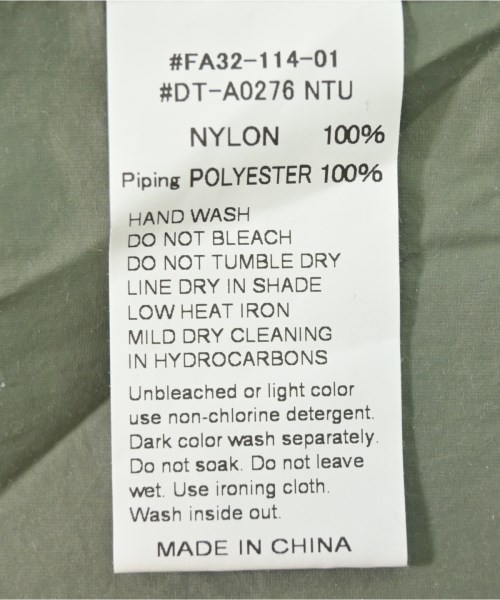 #FA32-114-01
#DT-A0276 NTU
NYLON 100%
Piping POLYESTER 100%
HAND WASH
DO NOT BLEACH
DO NOT TUMBLE DRY
LINE DRY IN SHADE
LOW HEAT IRON
MILD DRY CLEANING
IN HYDROCARBONS
Unbleached or light color
use non-chlorine detergent.
Dark color wash separately.
Do not soak. Do not leave
wet. Use ironing cloth.
Wash inside out.
MADE IN CHINA